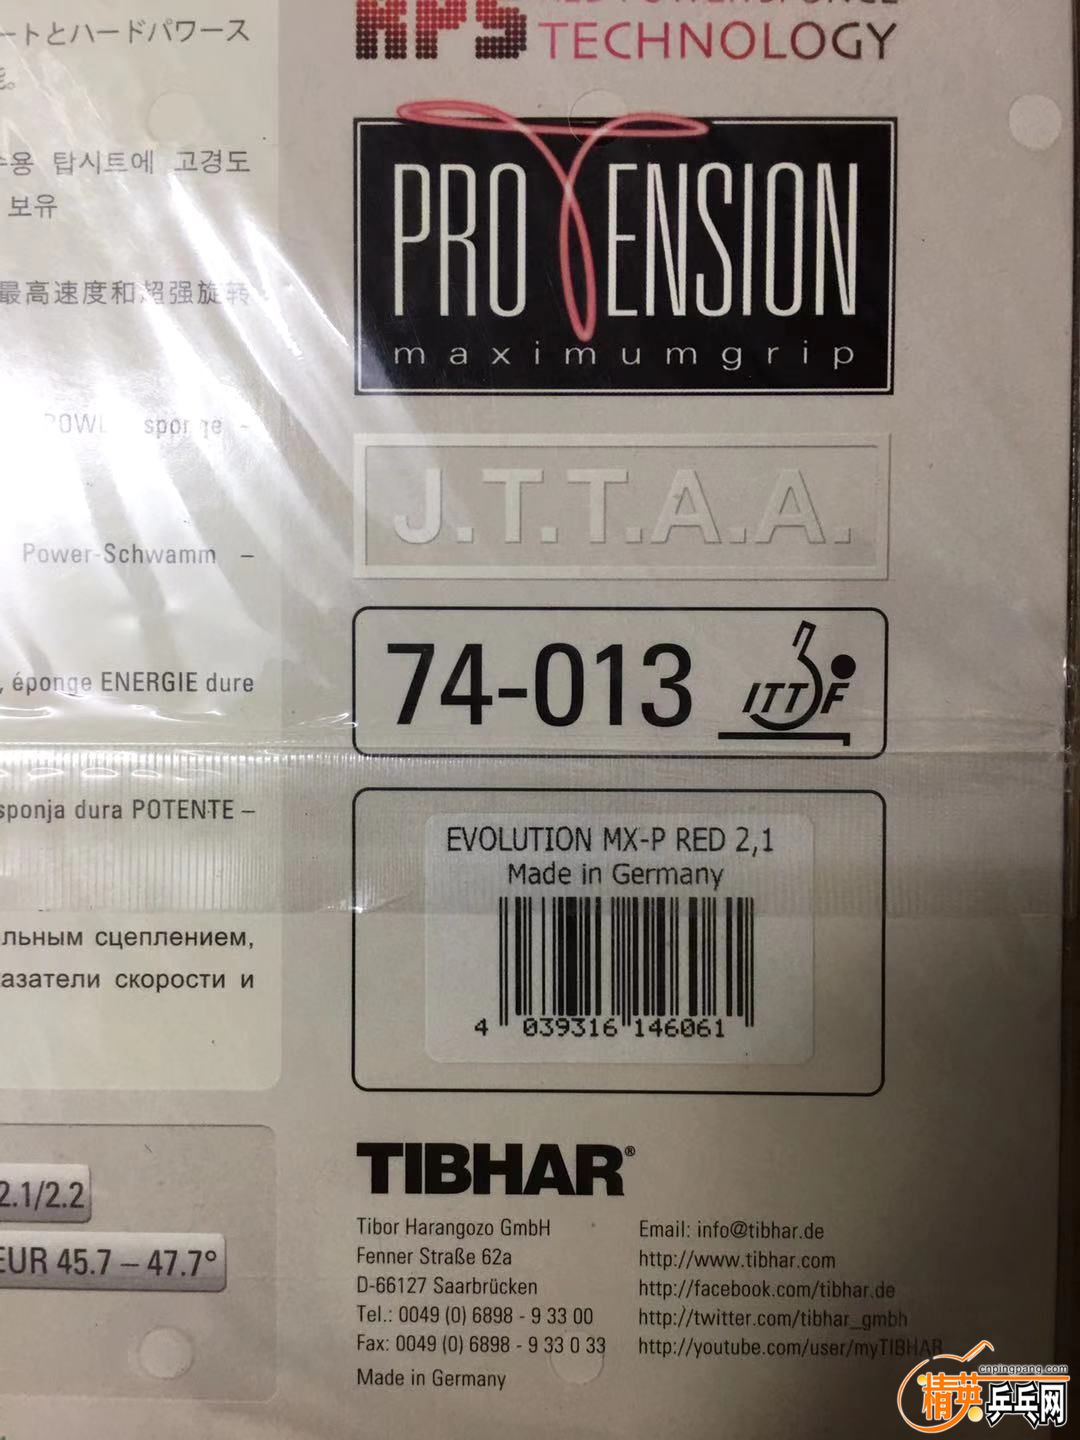 ートとハードパワース
용 탑시트에 고경도
보유
最高速度和超强旋转
sponge -
Power-Schwamm –
, éponge ENERGIE dure
sponja dura POTENTE –
льным сцеплением,
азатели скорости и
2.1/2.2
EUR 45.7 – 47.7°
TECHNOLOGY
PRO TENSION
maximumgrip
J.T.T.A.A.
74-013
ITTF
EVOLUTION MX-P RED 2,1
Made in Germany
4 039316 146061
TIBHAR®
Tibor Harangozo GmbH
Fenner Straße 62a
D-66127 Saarbrücken
Tel.: 0049 (0) 6898 - 9 33 00
Fax: 0049 (0) 6898 - 9 33 0 33
Made in Germany
Email: info@tibhar.de
http://www.tibhar.com
http://facebook.com/tibhar.de
http://twitter.com/tibhar_gmbh
http://youtube.com/user/myTIBHAR
cnpingpang.com
精英乒乓网